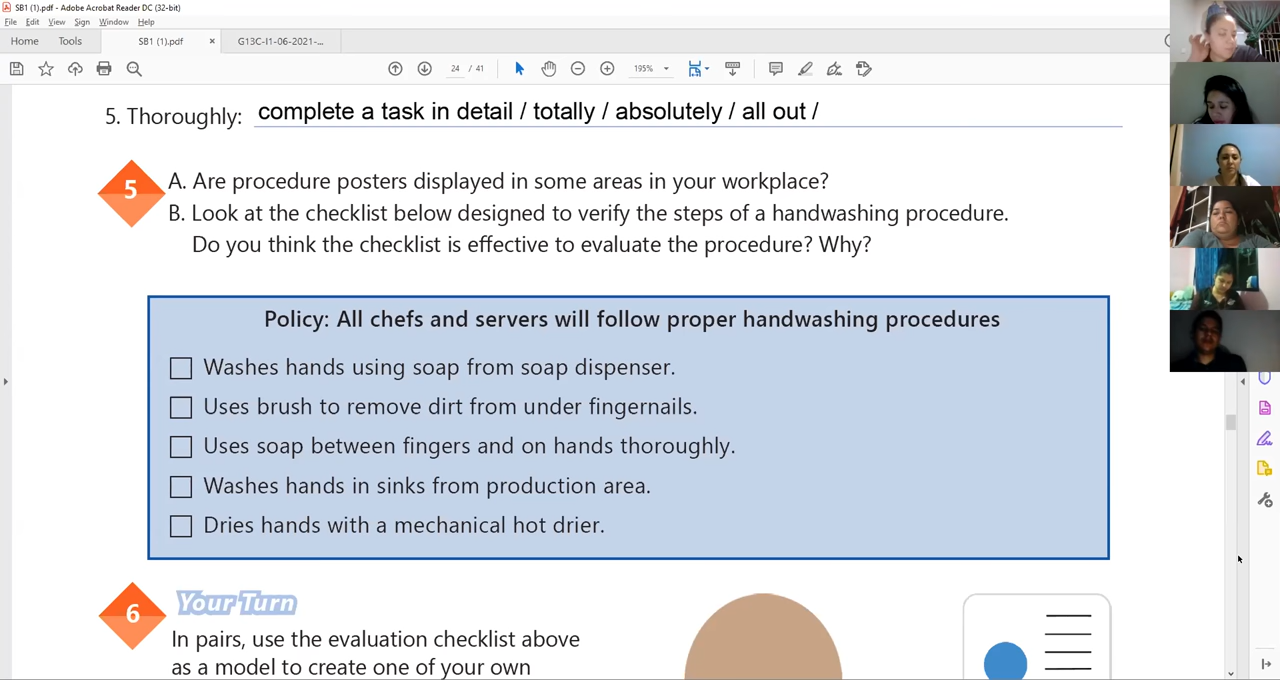 SB1 (1).pdf - Adobe Acrobat Reader DC (32-bit)
File Edit View Sign Window Help
Home Tools SB1 (1).pdf × G13C-I1-06-2021-...
24 / 41 195%
5. Thoroughly: complete a task in detail / totally / absolutely / all out /
5 A. Are procedure posters displayed in some areas in your workplace?
B. Look at the checklist below designed to verify the steps of a handwashing procedure.
Do you think the checklist is effective to evaluate the procedure? Why?
Policy: All chefs and servers will follow proper handwashing procedures
Washes hands using soap from soap dispenser.
Uses brush to remove dirt from under fingernails.
Uses soap between fingers and on hands thoroughly.
Washes hands in sinks from production area.
Dries hands with a mechanical hot drier.
6 Your Turn
In pairs, use the evaluation checklist above
as a model to create one of your own